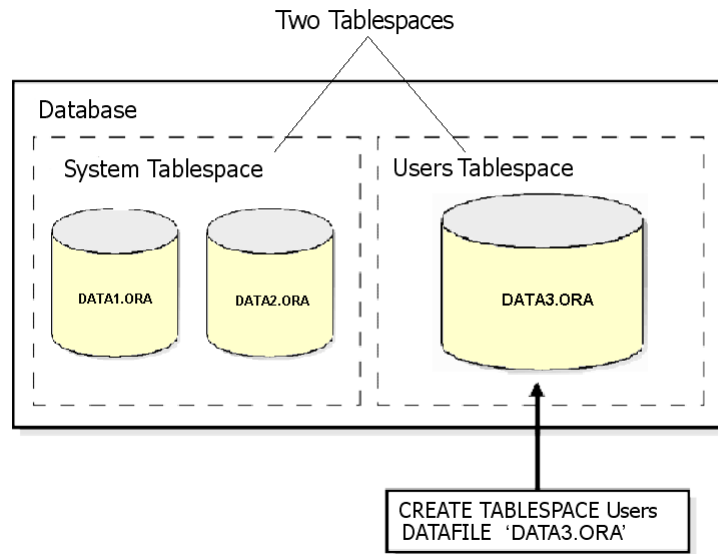 Two Tablespaces
Database
System Tablespace
Users Tablespace
DATA1.ORA
DATA2.ORA
DATA3.ORA
CREATE TABLESPACE Users
DATAFILE ‘DATA3.ORA’